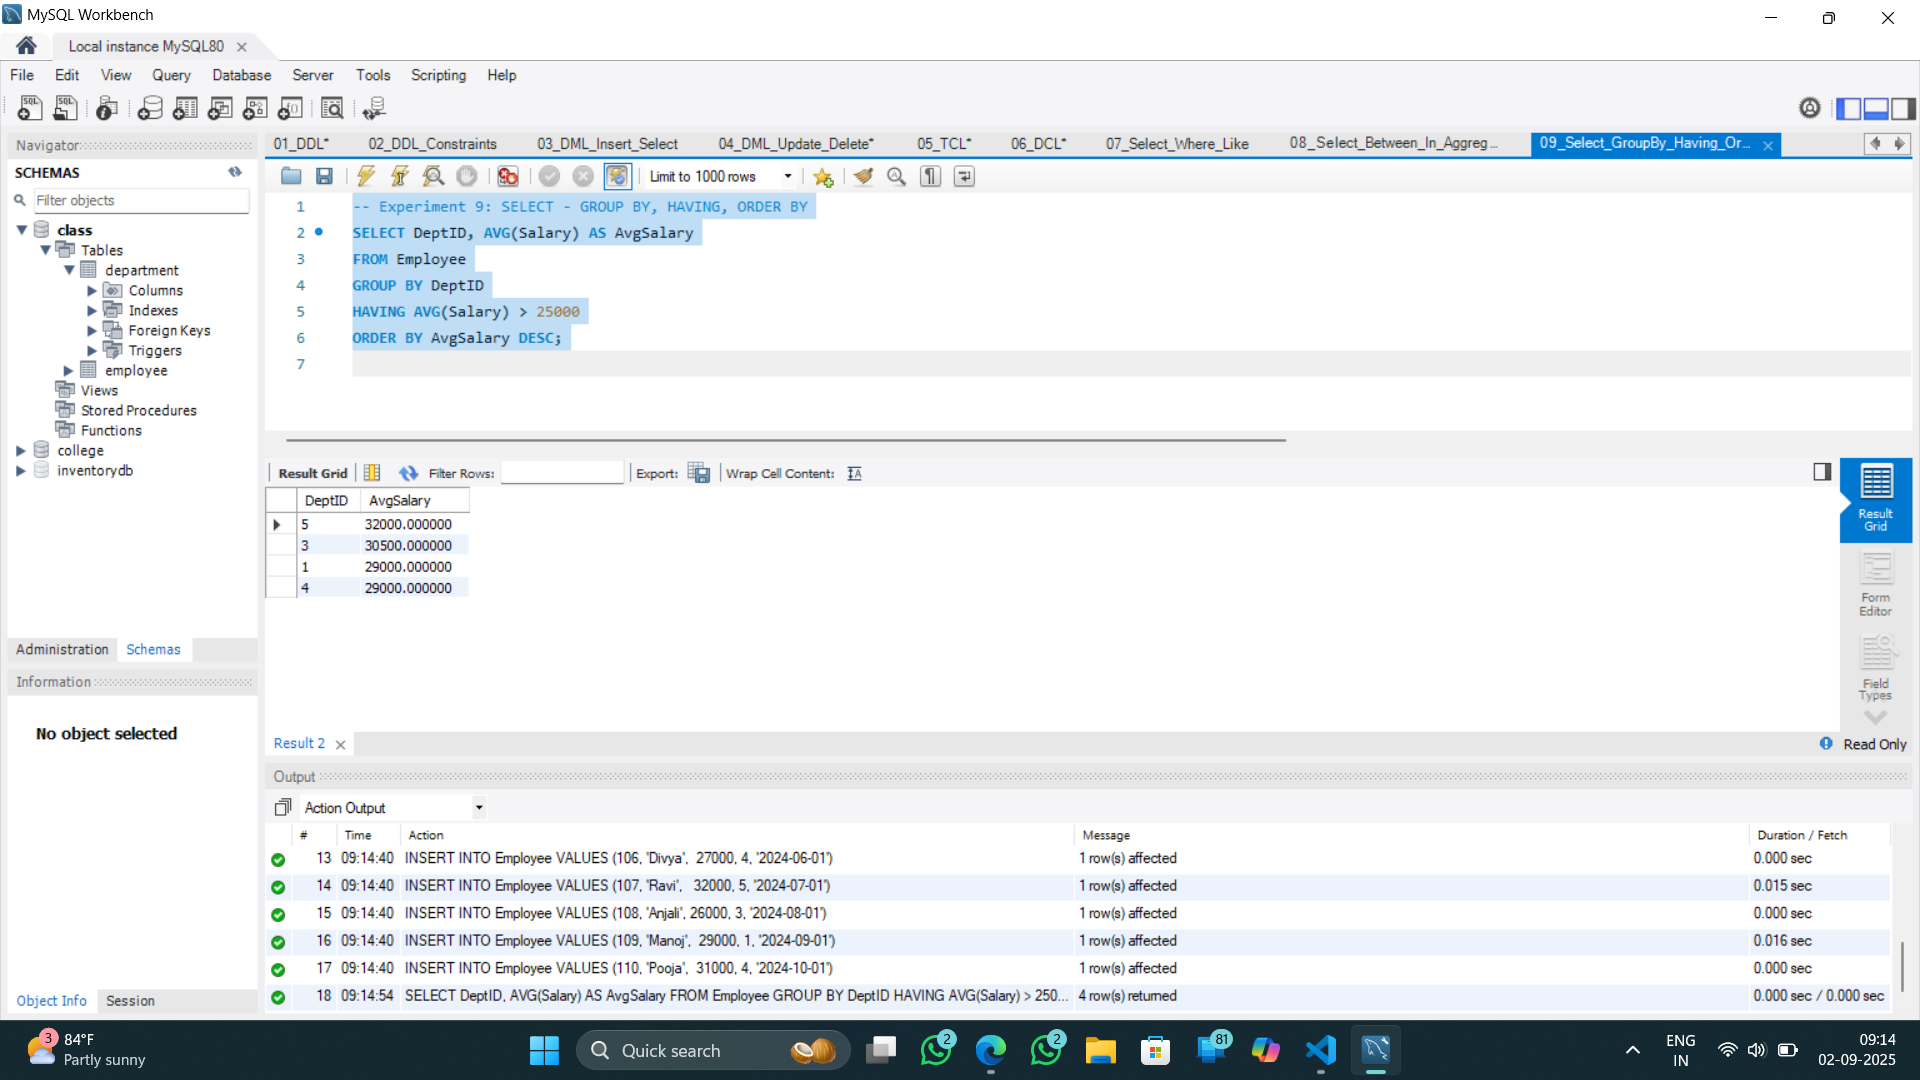 MySQL Workbench
Local instance MySQL80
File Edit View Query Database Server Tools Scripting Help
Navigator
SCHEMAS
Filter objects
class
Tables
department
Columns
Indexes
Foreign Keys
Triggers
employee
Views
Stored Procedures
Functions
college
inventorydb
Administration Schemas
Information
No object selected
Object Info Session
01_DDL* 02_DDL_Constraints 03_DML_Insert_Select 04_DML_Update_Delete* 05_TCL* 06_DCL* 07_Select_Where_Like 08_Select_Between_In_Aggreg... 09_Select_GroupBy_Having_Or...
Limit to 1000 rows
1 -- Experiment 9: SELECT - GROUP BY, HAVING, ORDER BY
2 SELECT DeptID, AVG(Salary) AS AvgSalary
3 FROM Employee
4 GROUP BY DeptID
5 HAVING AVG(Salary) > 25000
6 ORDER BY AvgSalary DESC;
7
Result Grid Filter Rows: Export: Wrap Cell Content:
DeptID AvgSalary
5 32000.000000
3 30500.000000
1 29000.000000
4 29000.000000
Result Grid
Form Editor
Field Types
Result 2
Read Only
Output
Action Output
# Time Action Message Duration / Fetch
13 09:14:40 INSERT INTO Employee VALUES (106, 'Divya', 27000, 4, '2024-06-01') 1 row(s) affected 0.000 sec
14 09:14:40 INSERT INTO Employee VALUES (107, 'Ravi', 32000, 5, '2024-07-01') 1 row(s) affected 0.015 sec
15 09:14:40 INSERT INTO Employee VALUES (108, 'Anjali', 26000, 3, '2024-08-01') 1 row(s) affected 0.000 sec
16 09:14:40 INSERT INTO Employee VALUES (109, 'Manoj', 29000, 1, '2024-09-01') 1 row(s) affected 0.016 sec
17 09:14:40 INSERT INTO Employee VALUES (110, 'Pooja', 31000, 4, '2024-10-01') 1 row(s) affected 0.000 sec
18 09:14:54 SELECT DeptID, AVG(Salary) AS AvgSalary FROM Employee GROUP BY DeptID HAVING AVG(Salary) > 250... 4 row(s) returned 0.000 sec / 0.000 sec
3
84°F
Partly sunny
Quick search
2
2
81
ENG
IN
09:14
02-09-2025